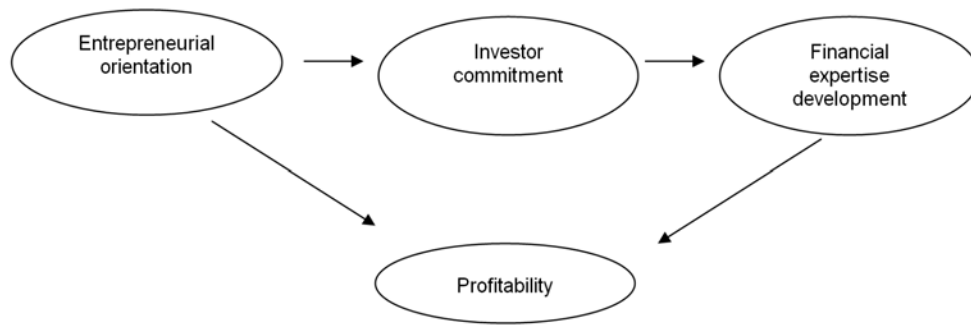 Entrepreneurial
orientation
Investor
commitment
Financial
expertise
development
Profitability